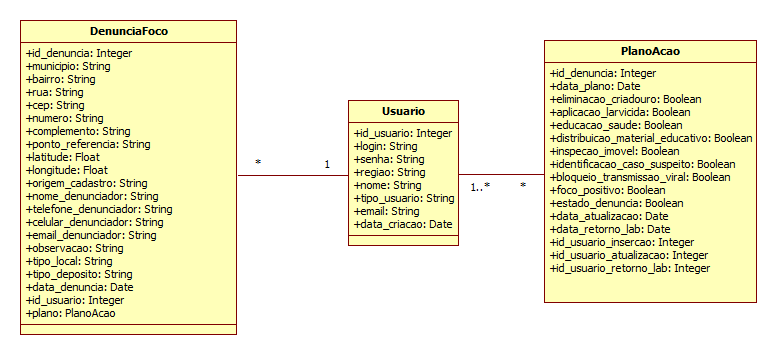 DenunciaFoco
+id_denuncia: Integer
+municipio: String
+bairro: String
+rua: String
+cep: String
+numero: String
+complemento: String
+ponto_referencia: String
+latitude: Float
+longitude: Float
+origem_cadastro: String
+nome_denunciador: String
+telefone_denunciador: String
+celular_denunciador: String
+email_denunciador: String
+observacao: String
+tipo_local: String
+tipo_deposito: String
+data_denuncia: Date
+id_usuario: Integer
+plano: PlanoAcao
*
1
Usuario
+id_usuario: Integer
+login: String
+senha: String
+regiao: String
+nome: String
+tipo_usuario: String
+email: String
+data_criacao: Date
1..*
*
PlanoAcao
+id_denuncia: Integer
+data_plano: Date
+eliminacao_criadouro: Boolean
+aplicacao_larvicida: Boolean
+educacao_saude: Boolean
+distribuicao_material_educativo: Boolean
+inspecao_imovel: Boolean
+identificacao_caso_suspeito: Boolean
+bloqueio_transmissao_viral: Boolean
+foco_positivo: Boolean
+estado_denuncia: Boolean
+data_atualizacao: Date
+data_retorno_lab: Date
+id_usuario_insercao: Integer
+id_usuario_atualizacao: Integer
+id_usuario_retorno_lab: Integer